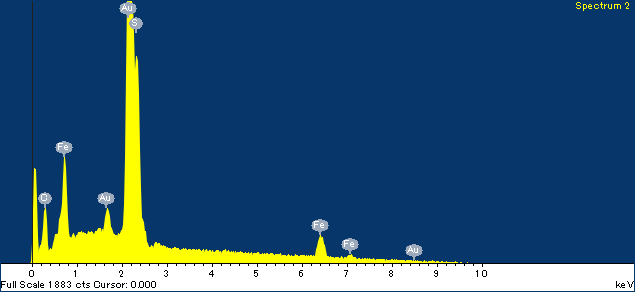 Spectrum 2
Au
S
Fe
Au
Fe
Fe
Au
0 1 2 3 4 5 6 7 8 9 10
Full Scale 1883 cts Cursor: 0.000 keV